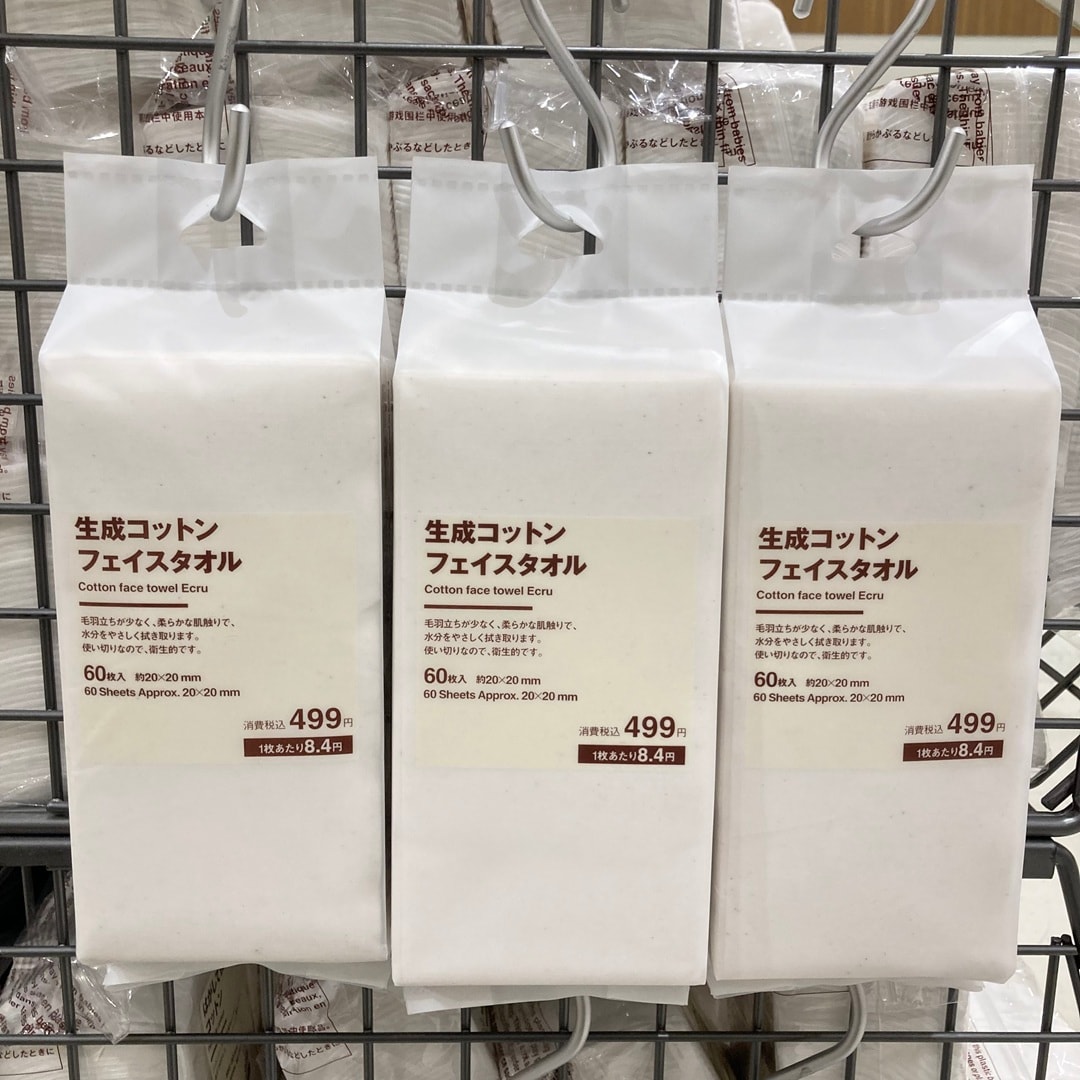 生成コットン
フェイスタオル
Cotton face towel Ecru
毛羽立ちが少なく、柔らかな肌触りで、
水分をやさしく拭き取ります。
使い切りなので、衛生的です。
60枚入 約20×20mm
60 Sheets Approx. 20×20 mm
消費税込 499円
1枚あたり8.4円
生成コットン
フェイスタオル
Cotton face towel Ecru
毛羽立ちが少なく、柔らかな肌触りで、
水分をやさしく拭き取ります。
使い切りなので、衛生的です。
60枚入 約20×20mm
60 Sheets Approx. 20×20 mm
消費税込 499円
1枚あたり8.4円
生成コットン
フェイスタオル
Cotton face towel Ecru
毛羽立ちが少なく、柔らかな肌触りで、
水分をやさしく拭き取ります。
使い切りなので、衛生的です。
60枚入 約20×20mm
60 Sheets Approx. 20×20 mm
消費税込 499円
1枚あたり8.4円